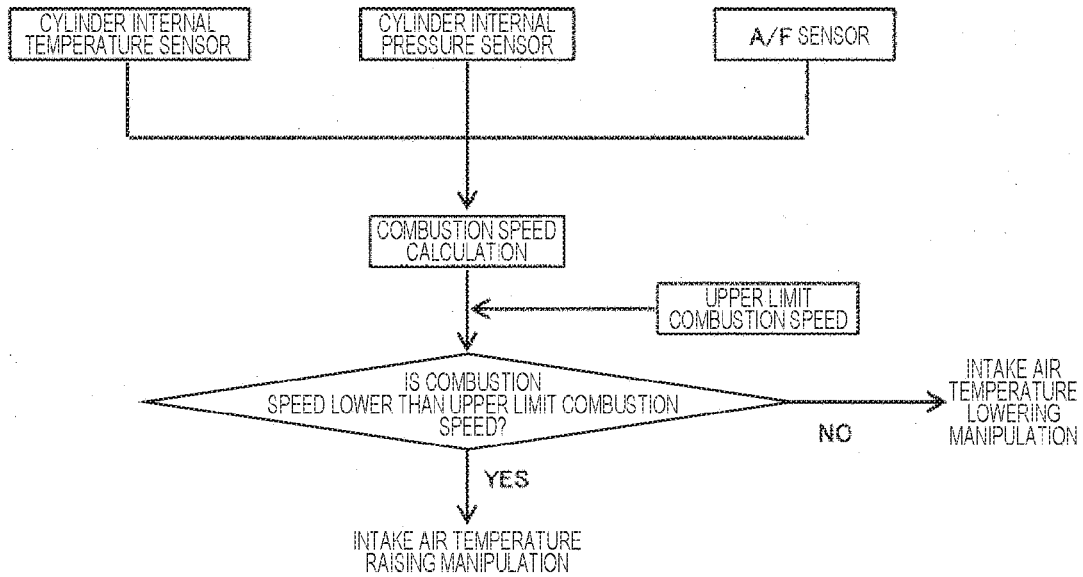 CYLINDER INTERNAL
TEMPERATURE SENSOR
CYLINDER INTERNAL
PRESSURE SENSOR
A/F SENSOR
COMBUSTION SPEED
CALCULATION
UPPER LIMIT
COMBUSTION SPEED
IS COMBUSTION
SPEED LOWER THAN UPPER LIMIT COMBUSTION
SPEED?
NO
INTAKE AIR
TEMPERATURE
LOWERING
MANIPULATION
YES
INTAKE AIR TEMPERATURE
RAISING MANIPULATION